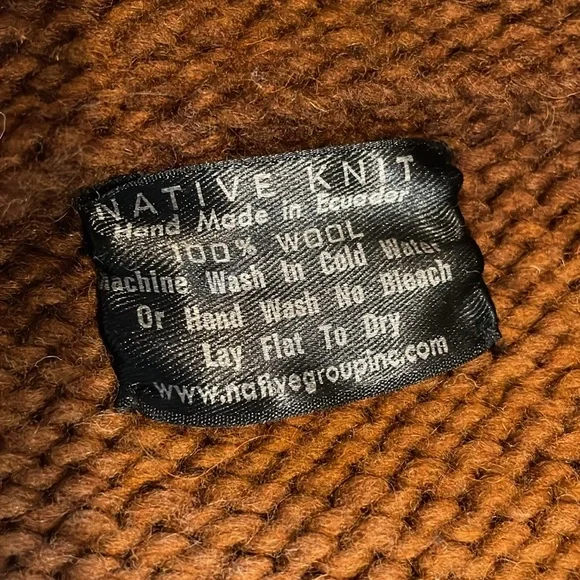 NATIVE KNIT
Hand Made in Ecuador
100% WOOL
Machine Wash In Cold Water
Or Hand Wash No Bleach
Lay Flat To Dry
www.nativegroupinc.com